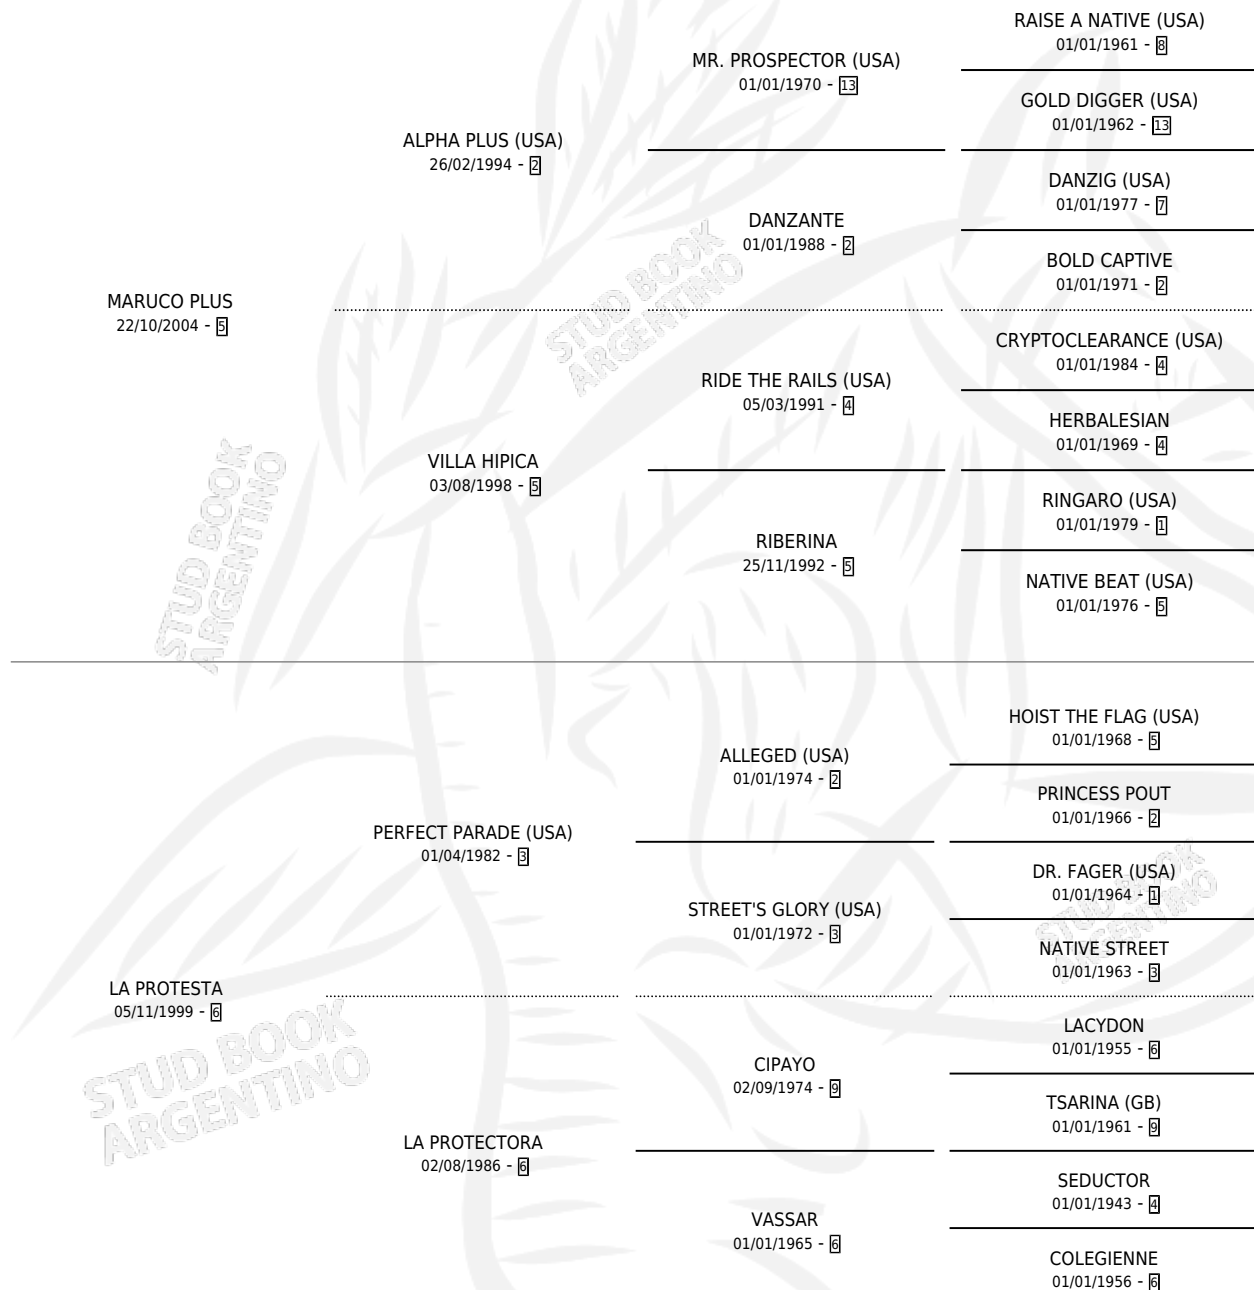 RAISE A NATIVE (USA)
01/01/1961 - 8
MR. PROSPECTOR (USA)
01/01/1970 - 13
GOLD DIGGER (USA)
01/01/1962 - 13
ALPHA PLUS (USA)
26/02/1994 - 2
DANZIG (USA)
01/01/1977 - 7
DANZANTE
01/01/1988 - 2
BOLD CAPTIVE
01/01/1971 - 2
MARUCO PLUS
22/10/2004 - 5
CRYPTOCLEARANCE (USA)
01/01/1984 - 4
RIDE THE RAILS (USA)
05/03/1991 - 4
HERBALESIAN
01/01/1969 - 4
VILLA HIPICA
03/08/1998 - 5
RINGARO (USA)
01/01/1979 - 1
RIBERINA
25/11/1992 - 5
NATIVE BEAT (USA)
01/01/1976 - 5
STUD BOOK
ARGENTINO
STUD BOOK
ARGENTINO
HOIST THE FLAG (USA)
01/01/1968 - 5
ALLEGED (USA)
01/01/1974 - 2
PRINCESS POUT
01/01/1966 - 2
PERFECT PARADE (USA)
01/04/1982 - 3
DR. FAGER (USA)
01/01/1964 - 1
STREET'S GLORY (USA)
01/01/1972 - 3
NATIVE STREET
01/01/1963 - 3
STUD BOOK
ARGENTINO
LA PROTESTA
05/11/1999 - 6
LACYDON
01/01/1955 - 6
CIPAYO
02/09/1974 - 9
TSARINA (GB)
01/01/1961 - 9
STUD BOOK
ARGENTINO
LA PROTECTORA
02/08/1986 - 6
SEDUCTOR
01/01/1943 - 4
VASSAR
01/01/1965 - 6
COLEGIENNE
01/01/1956 - 6